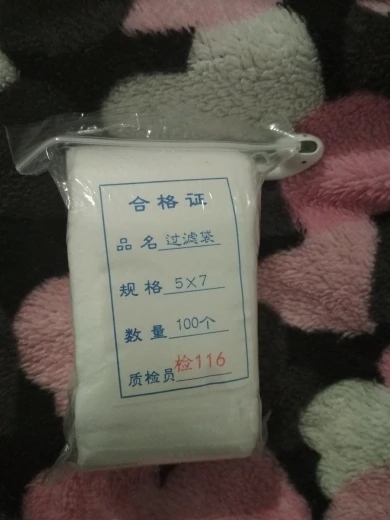 合格证
品名 过滤袋
规格 5×7
数量 100个
质检员 检116